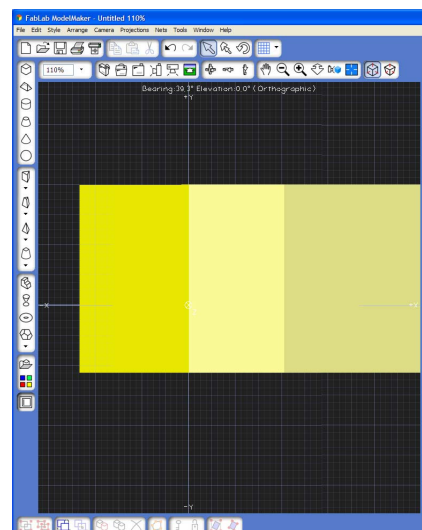 FabLab ModelMaker - Untitled 110%
File Edit Style Arrange Camera Projections Nets Tools Window Help
110%
Bearing:39.3° Elevation:0.0° (Orthographic)
+Y
-X
-Y